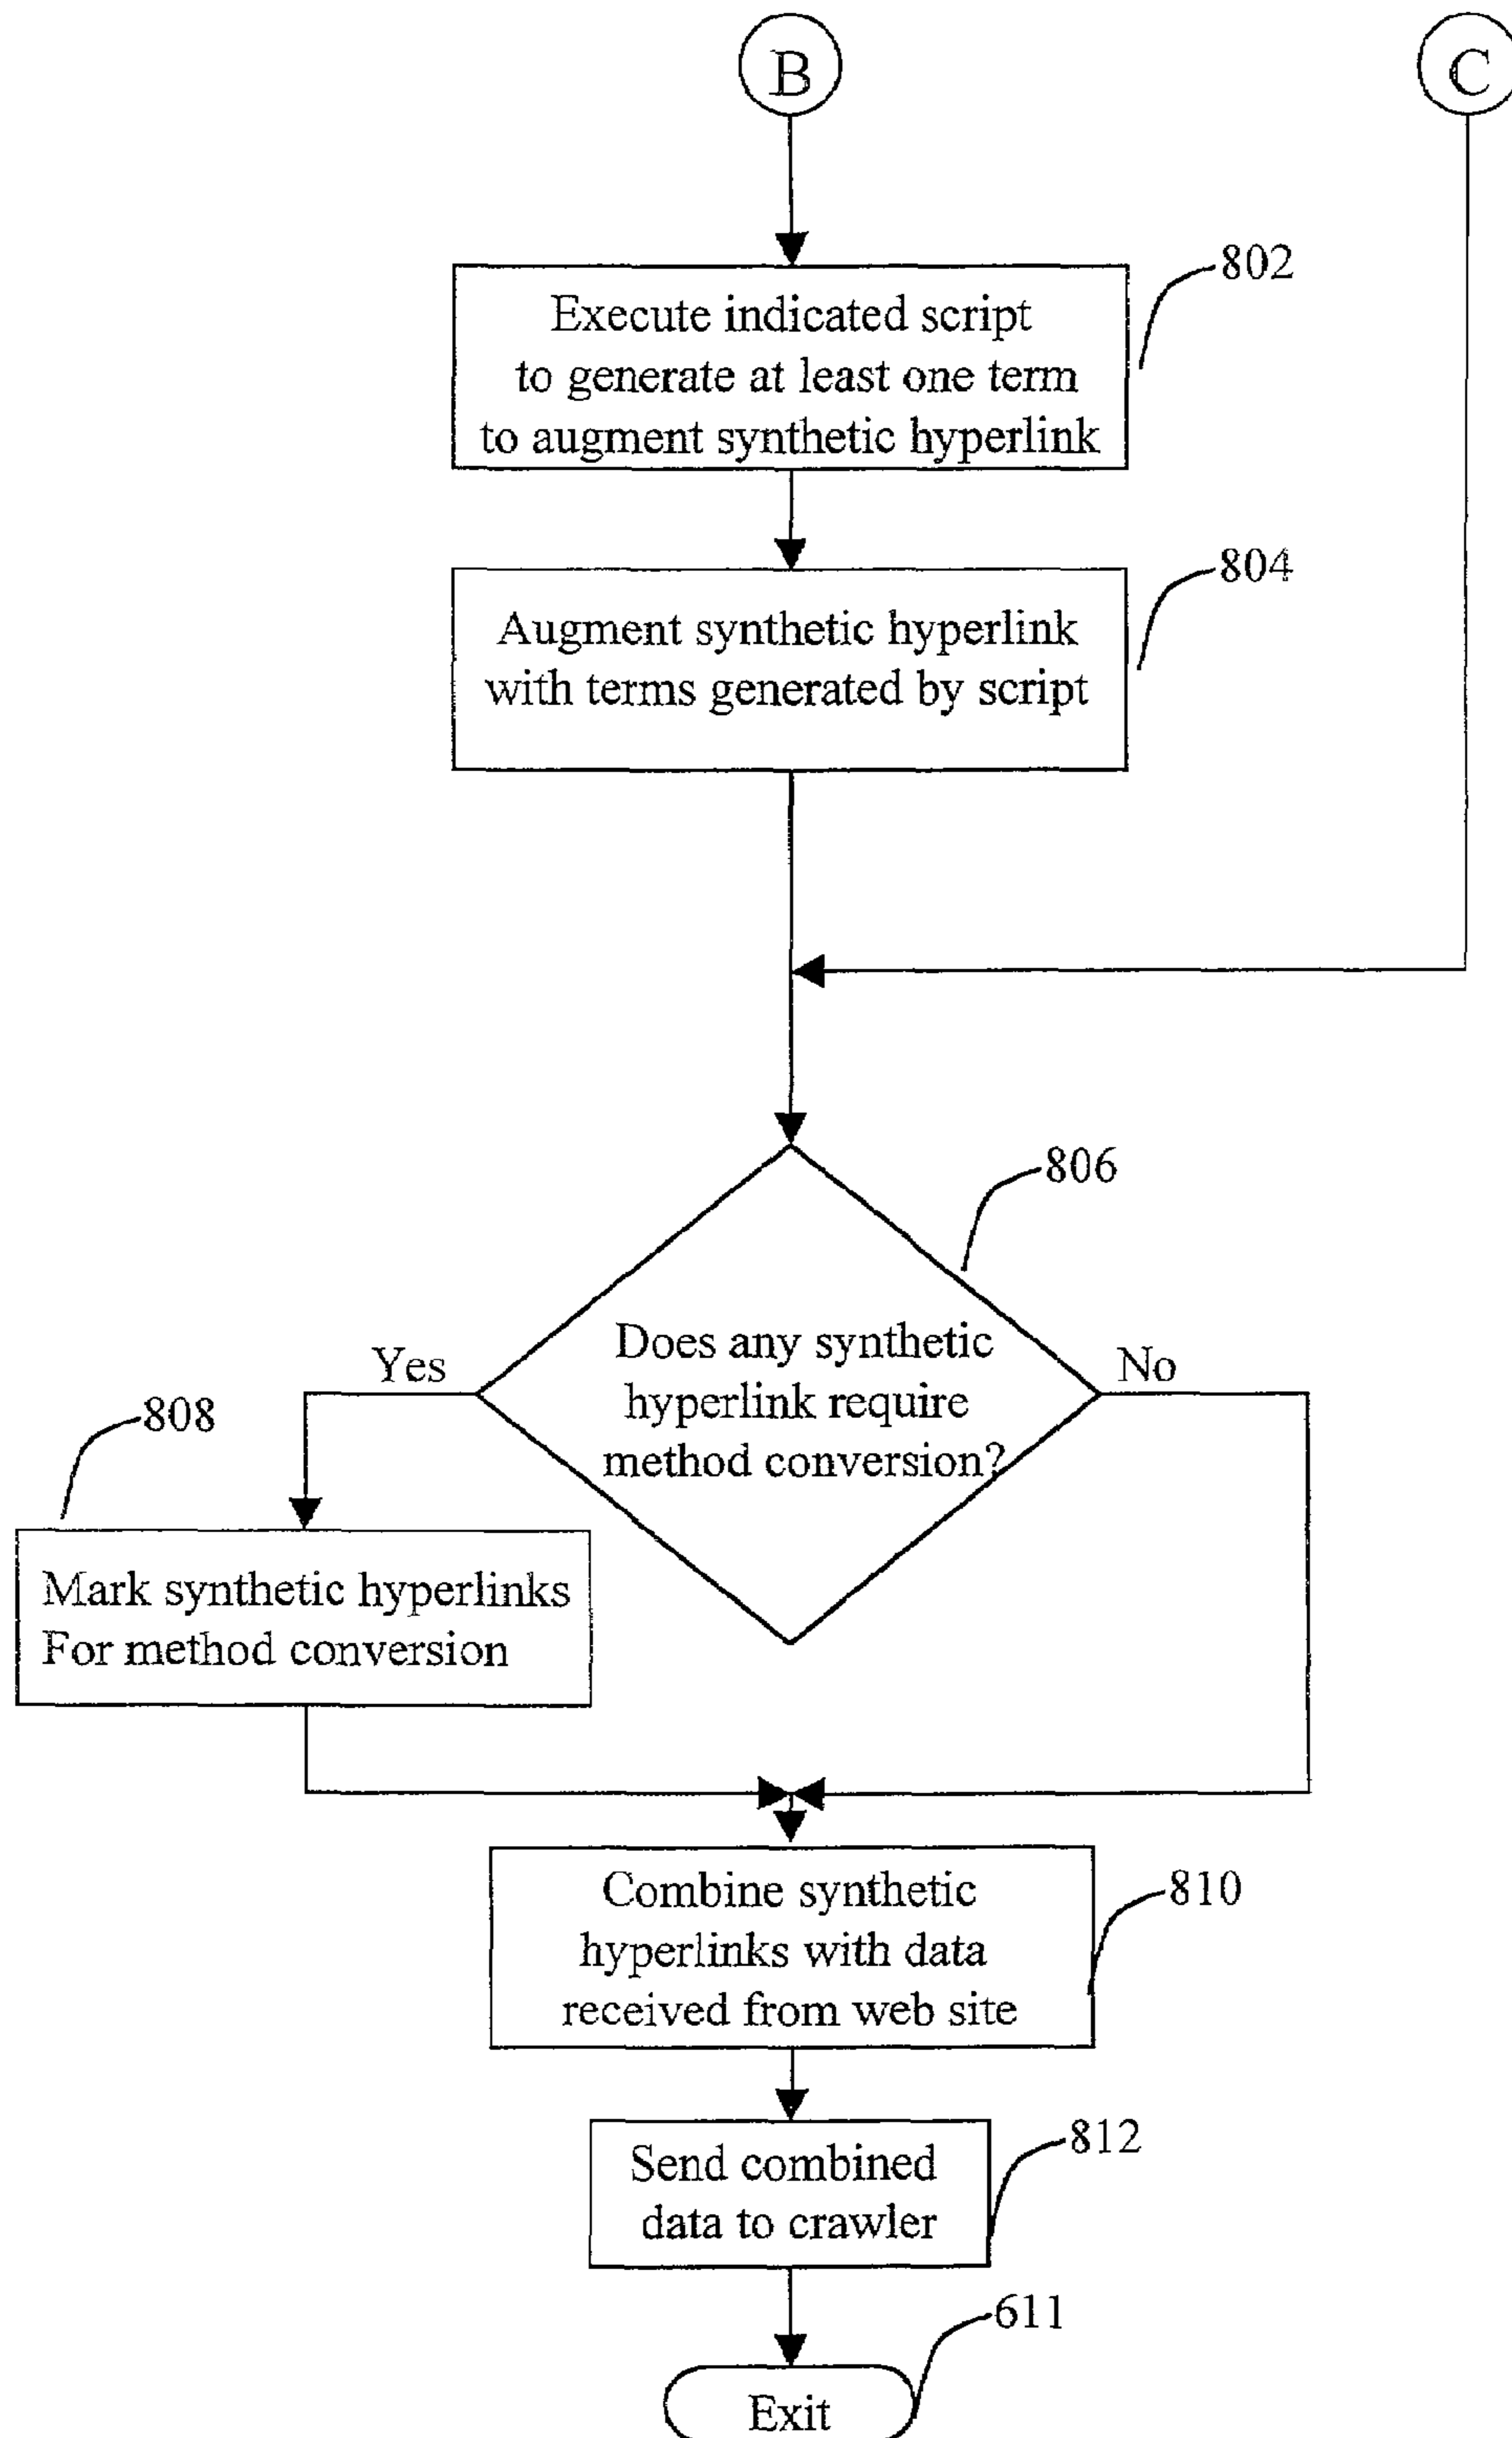 B
C
802
Execute indicated script
to generate at least one term
to augment synthetic hyperlink
804
Augment synthetic hyperlink
with terms generated by script
806
Does any synthetic
hyperlink require
method conversion?
Yes
No
808
Mark synthetic hyperlinks
For method conversion
Combine synthetic
hyperlinks with data
received from web site
810
Send combined
data to crawler
812
611
Exit